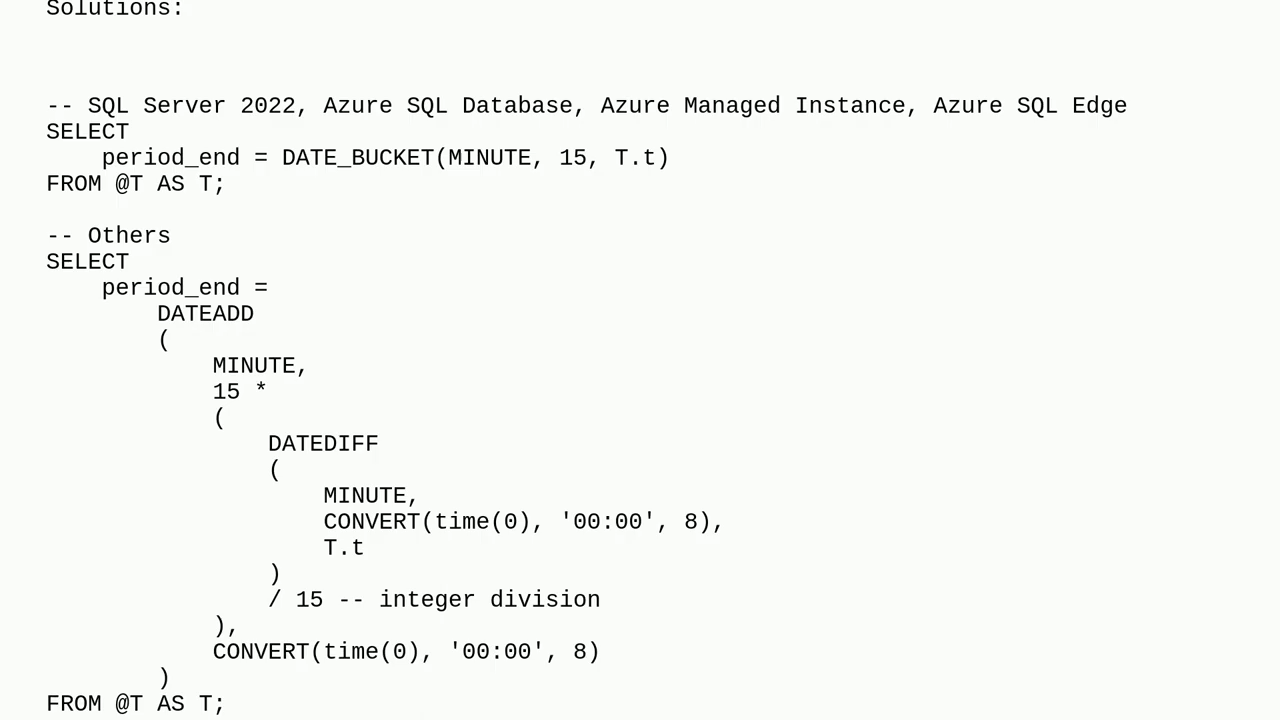 Solutions:
-- SQL Server 2022, Azure SQL Database, Azure Managed Instance, Azure SQL Edge
SELECT
    period_end = DATE_BUCKET(MINUTE, 15, T.t)
FROM @T AS T;
-- Others
SELECT
    period_end =
        DATEADD
        (
            MINUTE,
            15 *
            (
                DATEDIFF
                (
                    MINUTE,
                    CONVERT(time(0), '00:00', 8),
                    T.t
                )
                / 15 -- integer division
            ),
            CONVERT(time(0), '00:00', 8)
        )
FROM @T AS T;